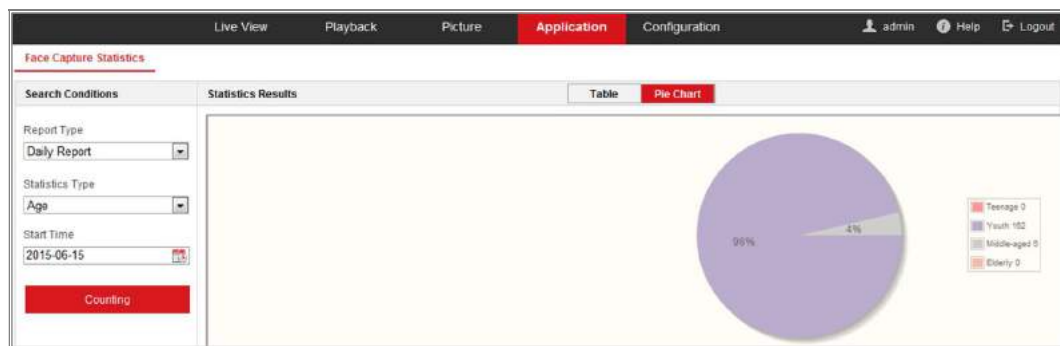 Live View Playback Picture Application Configuration admin Help Logout
Face Capture Statistics
Search Conditions
Statistics Results
Table Pie Chart
Report Type
Daily Report
Statistics Type
Age
Start Time
2015-06-15
Counting
96%
4%
Teenage 0
Youth 162
Middle-aged 6
Elderly 0